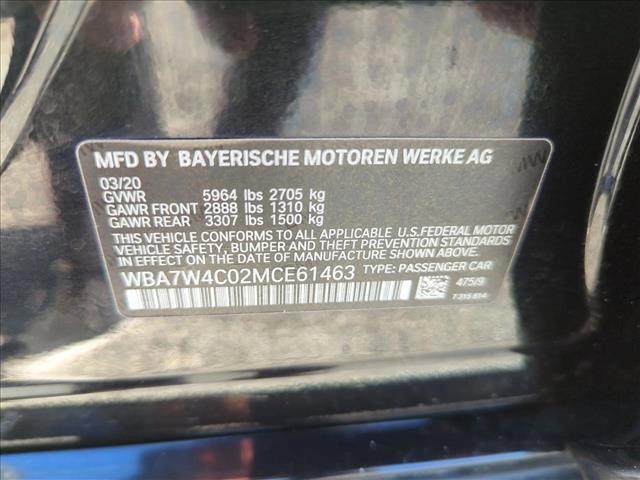 MFD BY BAYERISCHE MOTOREN WERKE AG
03/20
GVWR 5964 lbs 2705 kg
GAWR FRONT 2888 lbs 1310 kg
GAWR REAR 3307 lbs 1500 kg
THIS VEHICLE CONFORMS TO ALL APPLICABLE U.S.FEDERAL MOTOR
VEHICLE SAFETY, BUMPER AND THEFT PREVENTION STANDARDS
IN EFFECT ON THE DATE OF MANUFACTURE SHOWN ABOVE.
WBA7W4C02MCE61463 TYPE: PASSENGER CAR
475/9
7315814